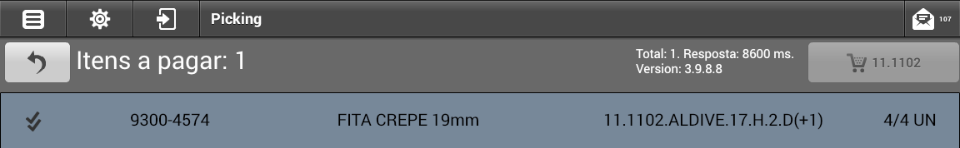 Picking
107
Itens a pagar: 1
Total: 1. Resposta: 8600 ms.
Version: 3.9.8.8
11.1102
9300-4574 FITA CREPE 19mm 11.1102.ALDIVE.17.H.2.D(+1) 4/4 UN